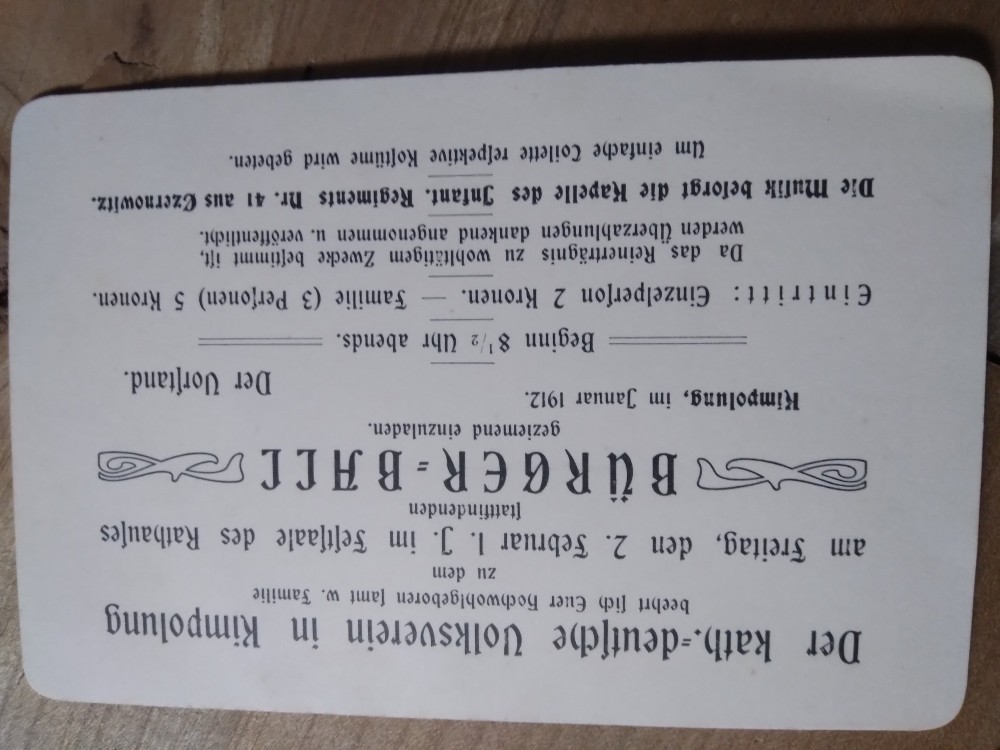 Der kath.=deutſche Volksverein in Kimpolung
beehrt ſich Euer Hochwohlgeboren ſamt w. Familie
zu dem
am Freitag, den 2. Februar l. J. im Feſtſaale des Rathauſes
ſtattfindenden
BÜRGER=BALL
geziemend einzuladen.
Kimpolung, im Januar 1912.
Der Vorſtand.
Beginn 8 1/2 Uhr abends.
Eintritt: Einzelperſon 2 Kronen. — Familie (3 Perſonen) 5 Kronen.
Da das Reinerträgnis zu wohltätigem Zwecke beſtimmt iſt,
werden Überzahlungen dankend angenommen u. veröffentlicht.
Die Muſik beſorgt die Kapelle des Infant. Regiments Nr. 41 aus Czernowitz.
Um einfache Toilette reſpektive Koſtüme wird gebeten.